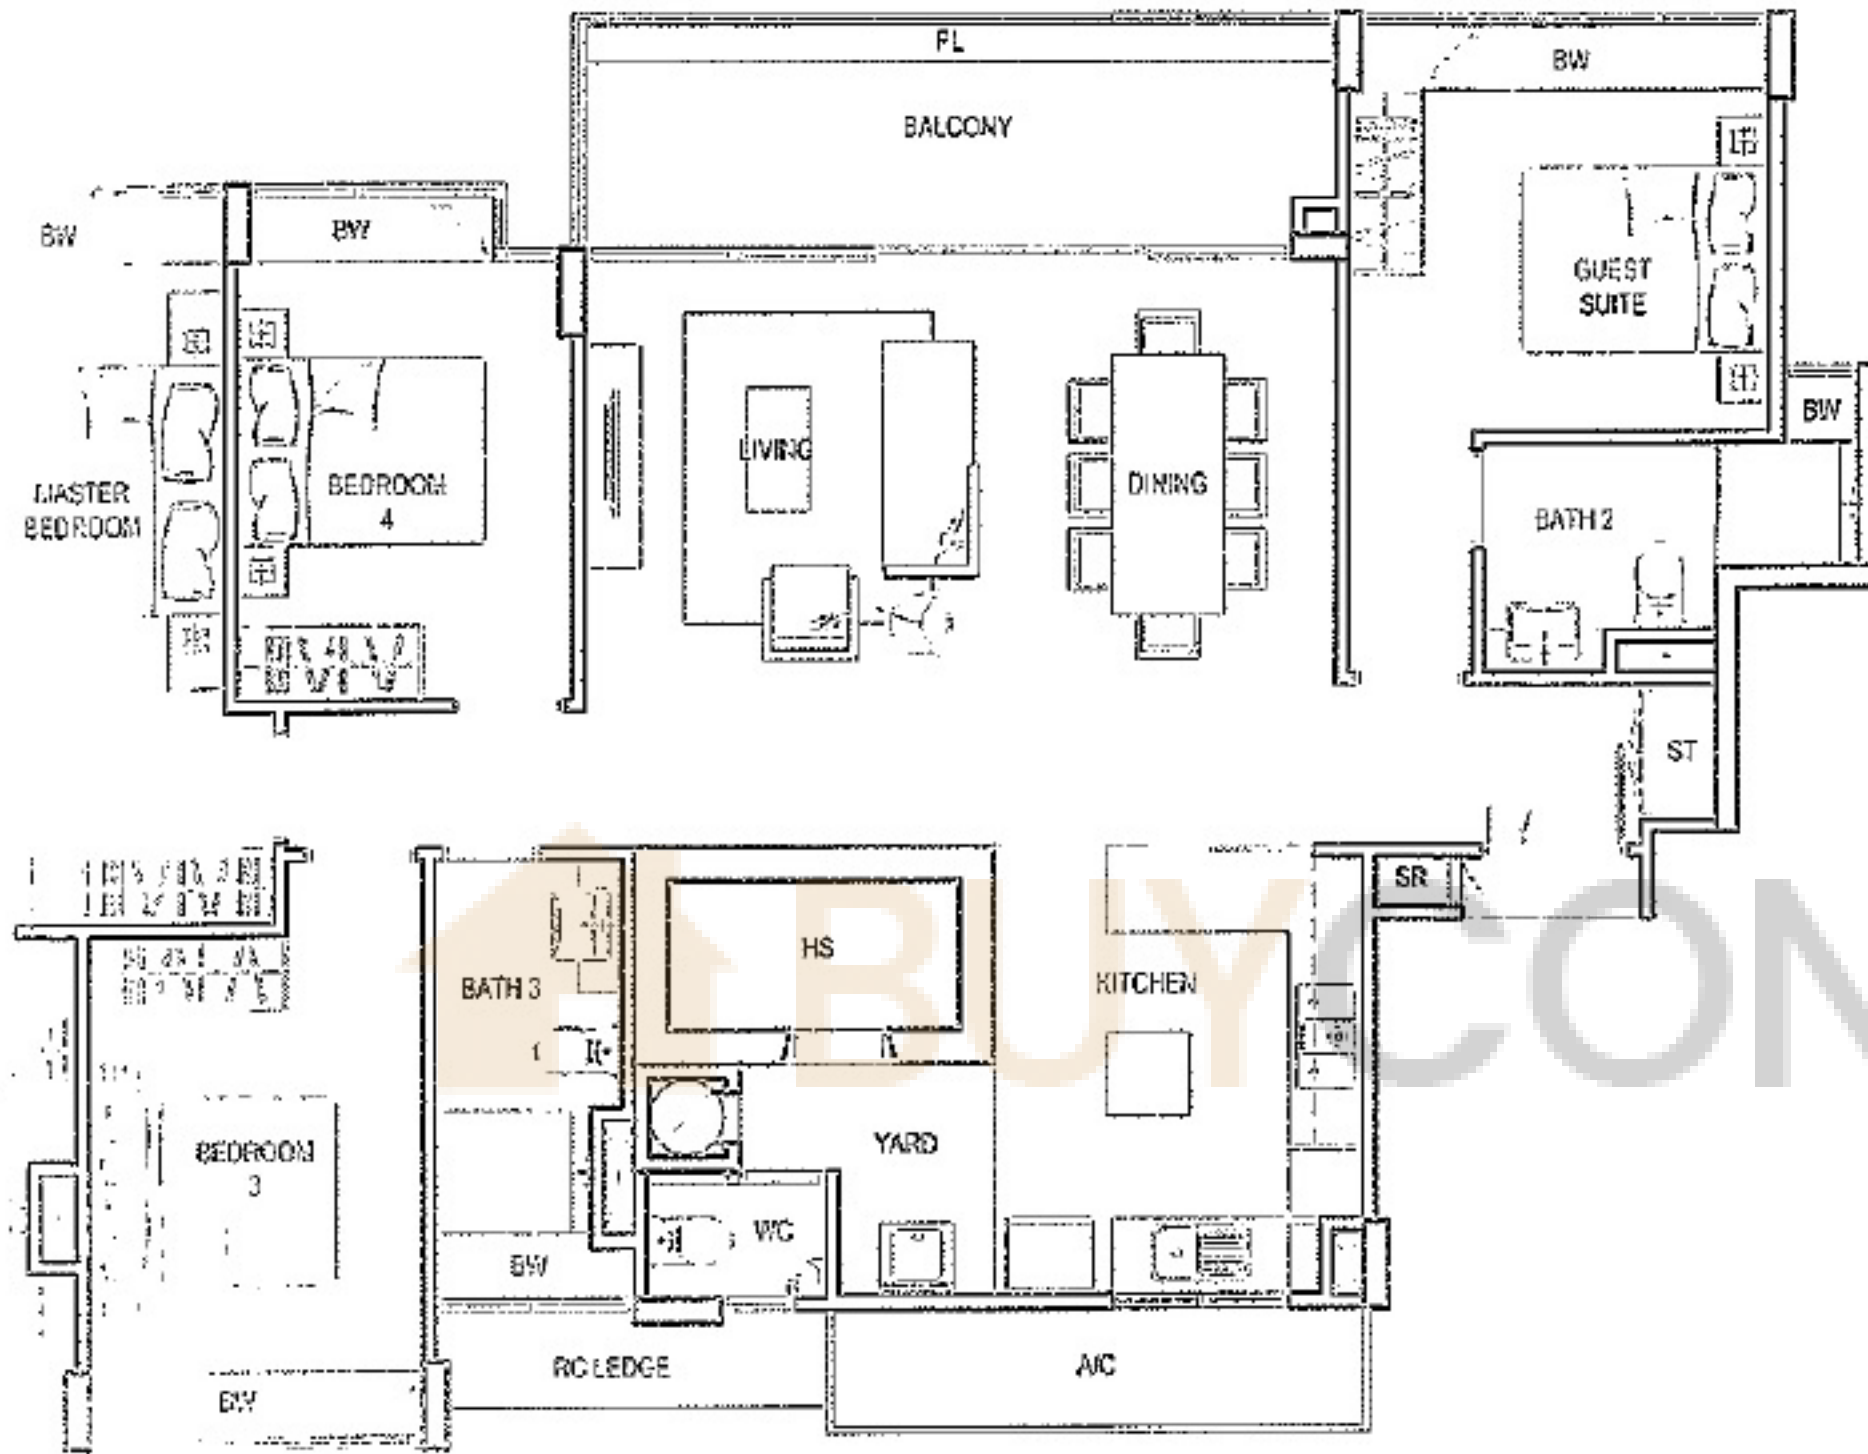 PL
BW
BALCONY
BW
BW
GUEST
SUITE
BW
LIVING
DINING
BEDROOM
4
MASTER
BEDROOM
BATH 2
ST
SR
HS
BATH 3
KITCHEN
YARD
BEDROOM
3
WC
BW
RC LEDGE
A/C
BW
BUYCON